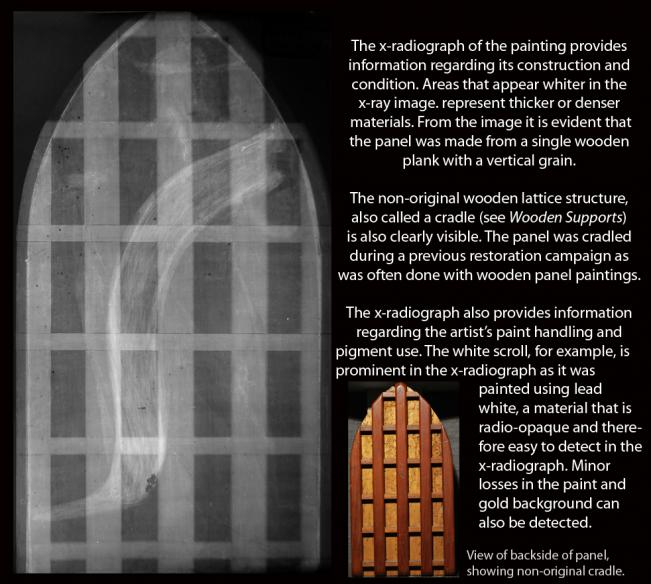 The x-radiograph of the painting provides
information regarding its construction and
condition. Areas that appear whiter in the
x-ray image. represent thicker or denser
materials. From the image it is evident that
the panel was made from a single wooden
plank with a vertical grain.
The non-original wooden lattice structure,
also called a cradle (see Wooden Supports)
is also clearly visible. The panel was cradled
during a previous restoration campaign as
was often done with wooden panel paintings.
The x-radiograph also provides information
regarding the artist's paint handling and
pigment use. The white scroll, for example, is
prominent in the x-radiograph as it was
painted using lead
white, a material that is
radio-opaque and there-
fore easy to detect in the
x-radiograph. Minor
losses in the paint and
gold background can
also be detected.
View of backside of panel,
showing non-original cradle.